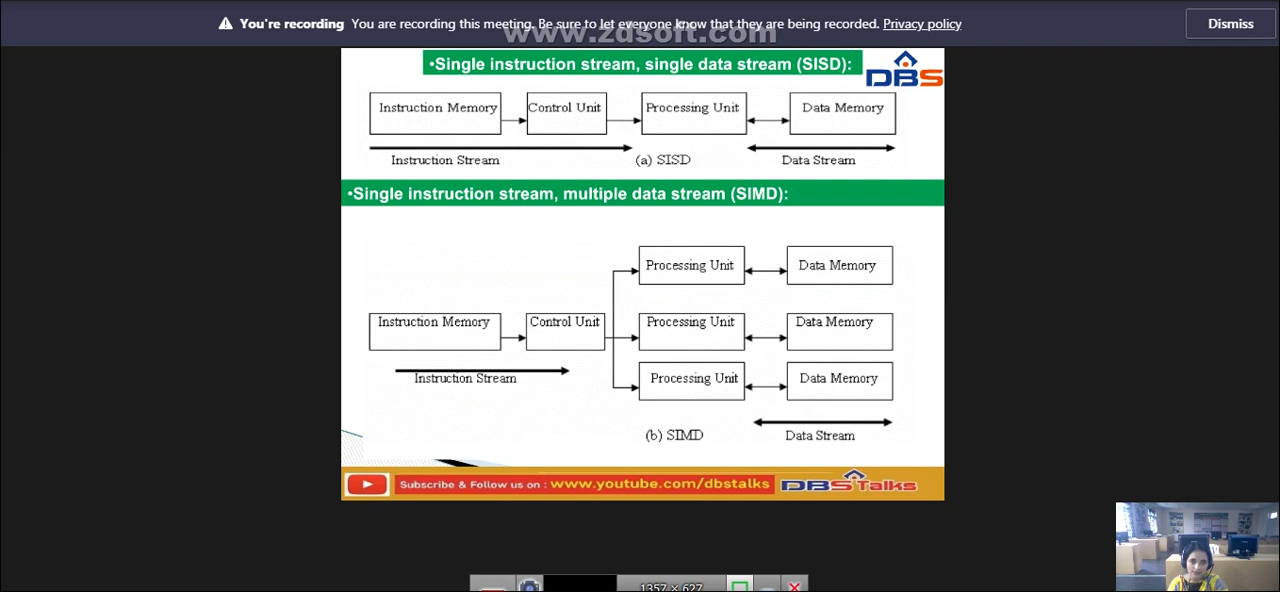 You're recording You are recording this meeting. Be sure to let everyone know that they are being recorded. Privacy policy
Dismiss
www.zdsoft.com
•Single instruction stream, single data stream (SISD):
DBS
Instruction Memory
Control Unit
Processing Unit
Data Memory
Instruction Stream
(a) SISD
Data Stream
•Single instruction stream, multiple data stream (SIMD):
Processing Unit
Data Memory
Instruction Memory
Control Unit
Processing Unit
Data Memory
Instruction Stream
Processing Unit
Data Memory
(b) SIMD
Data Stream
Subscribe & Follow us on : www.youtube.com/dbstalks
DBS Talks
1357 × 627